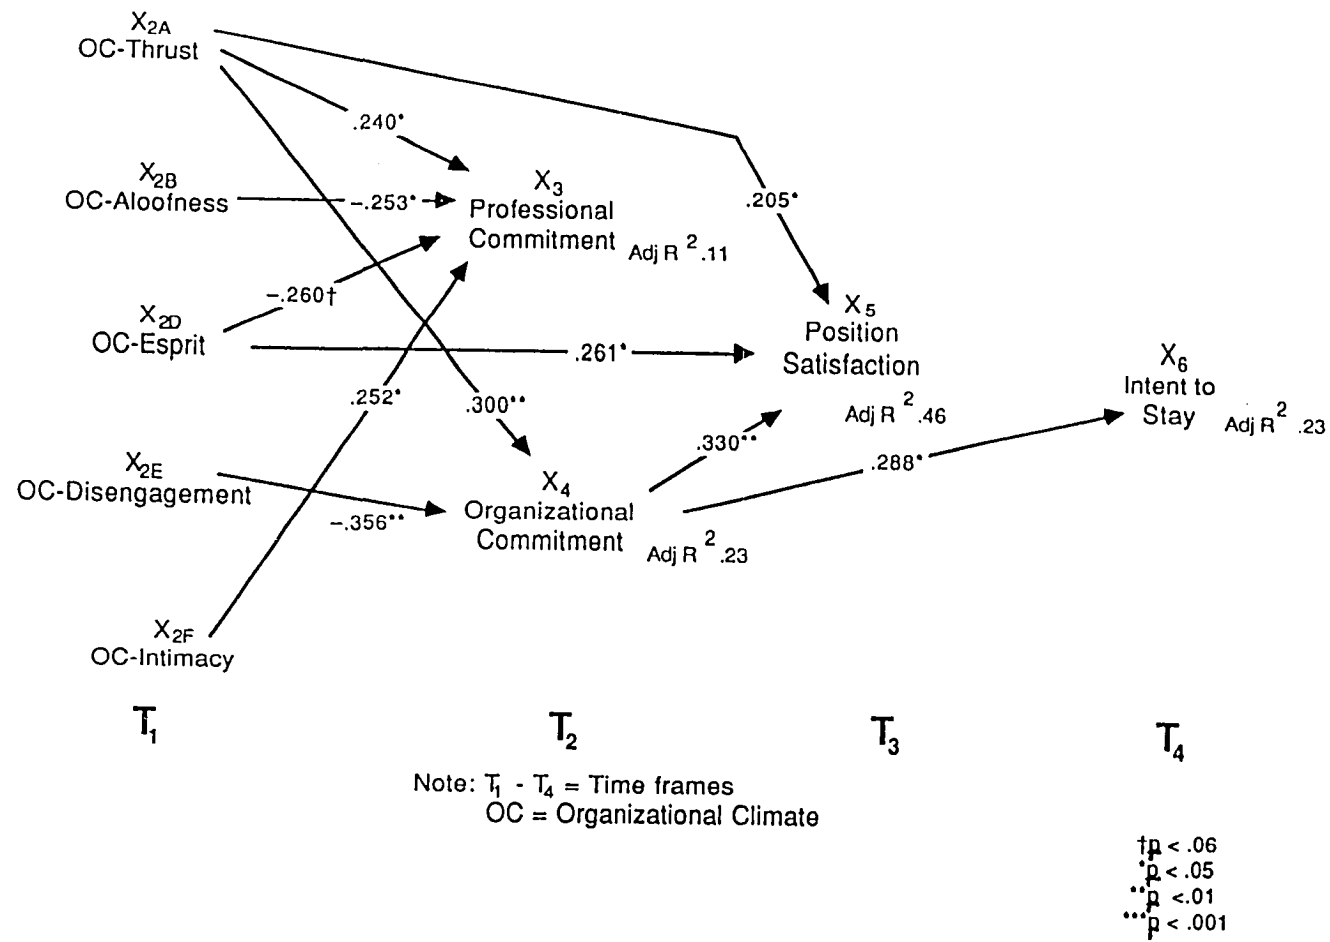 X2A
OC-Thrust
.240*
X2B
OC-Aloofness
-.253*
X3
Professional
Commitment Adj R 2 .11
.205*
-.260†
X2D
OC-Esprit
.261*
X5
Position
Satisfaction
Adj R 2 .46
X6
Intent to
Stay Adj R 2 .23
.252*
.300**
.330**
.288*
X2E
OC-Disengagement
-.356**
X4
Organizational
Commitment Adj R 2 .23
X2F
OC-Intimacy
T1 T2 T3 T4
Note: T1 - T4 = Time frames
OC = Organizational Climate
†p < .06
*p < .05
**p <.01
***p < .001